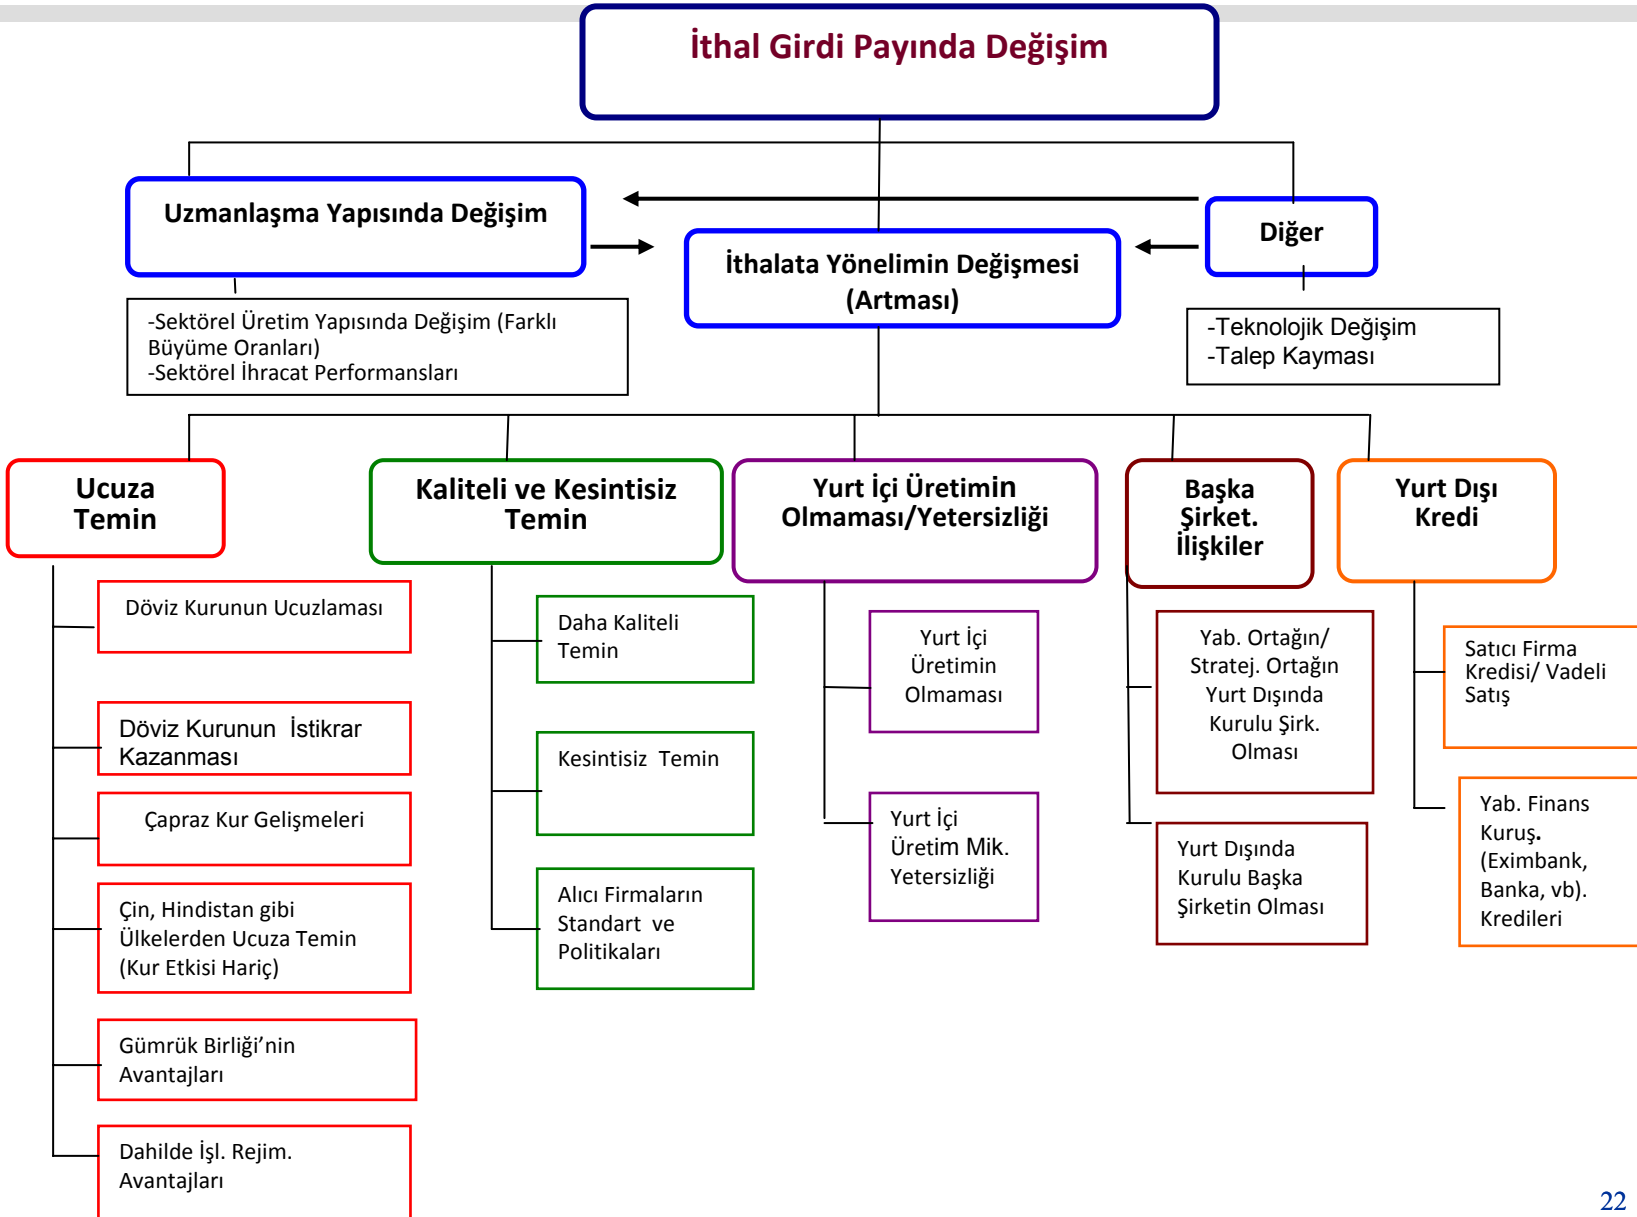 İthal Girdi Payında Değişim
Uzmanlaşma Yapısında Değişim
İthalata Yönelimin Değişmesi
(Artması)
Diğer
-Sektörel Üretim Yapısında Değişim (Farklı
Büyüme Oranları)
-Sektörel İhracat Performansları
-Teknolojik Değişim
-Talep Kayması
Ucuza
Temin
Kaliteli ve Kesintisiz
Temin
Yurt İçi Üretimin
Olmaması/Yetersizliği
Başka
Şirket.
İlişkiler
Yurt Dışı
Kredi
Döviz Kurunun Ucuzlaması
Döviz Kurunun  İstikrar
Kazanması
Çapraz Kur Gelişmeleri
Çin, Hindistan gibi
Ülkelerden Ucuza Temin
(Kur Etkisi Hariç)
Gümrük Birliği’nin
Avantajları
Dahilde İşl. Rejim.
Avantajları
Daha Kaliteli
Temin
Kesintisiz  Temin
Alıcı Firmaların
Standart  ve
Politikaları
Yurt İçi
Üretimin
Olmaması
Yurt İçi
Üretim Mik.
Yetersizliği
Yab. Ortağın/
Stratej. Ortağın
Yurt Dışında
Kurulu Şirk.
Olması
Yurt Dışında
Kurulu Başka
Şirketin Olması
Satıcı Firma
Kredisi/ Vadeli
Satış
Yab. Finans
Kuruş.
(Eximbank,
Banka, vb).
Kredileri
22